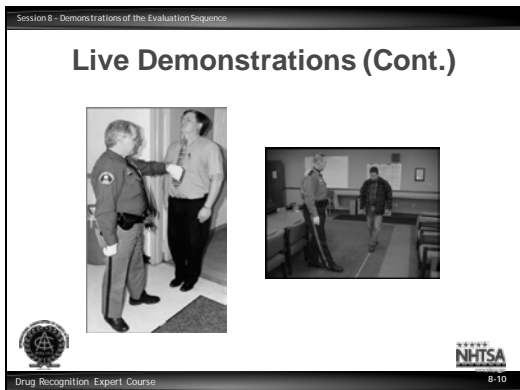 Session 8 - Demonstrations of the Evaluation Sequence
Live Demonstrations (Cont.)
NHTSA
Drug Recognition Expert Course
8-10